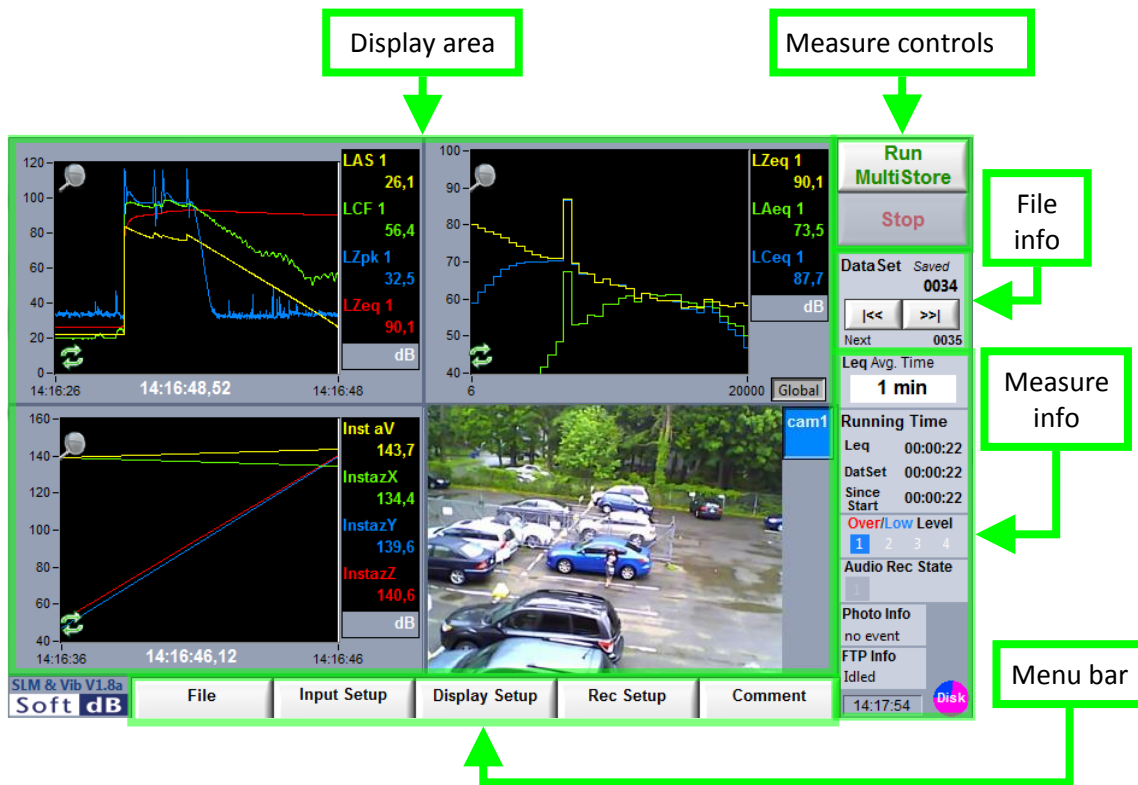 Display area
Measure controls
120
100
80
60
40
20
0
14:16:26
14:16:48,52
14:16:48
LAS 1
26,1
LCF 1
56,4
LZpk 1
32,5
LZeq 1
90,1
dB
100
90
80
70
60
50
40
6
20000
Global
LZeq 1
90,1
LAeq 1
73,5
LCeq 1
87,7
dB
Run
MultiStore
Stop
File
info
DataSet Saved
0034
|<< >>|
Next 0035
160
140
120
100
80
60
40
14:16:36
14:16:46,12
14:16:46
Inst aV
143,7
InstazX
134,4
InstazY
139,6
InstazZ
140,6
dB
cam1
Leq Avg. Time
1 min
Running Time
Leq 00:00:22
DatSet 00:00:22
Since
Start 00:00:22
Over/Low Level
1 2 3 4
Audio Rec State
1
Photo Info
no event
FTP Info
Idled
14:17:54
Disk
Measure
info
SLM & Vib V1.8a
Soft dB
File
Input Setup
Display Setup
Rec Setup
Comment
Menu bar